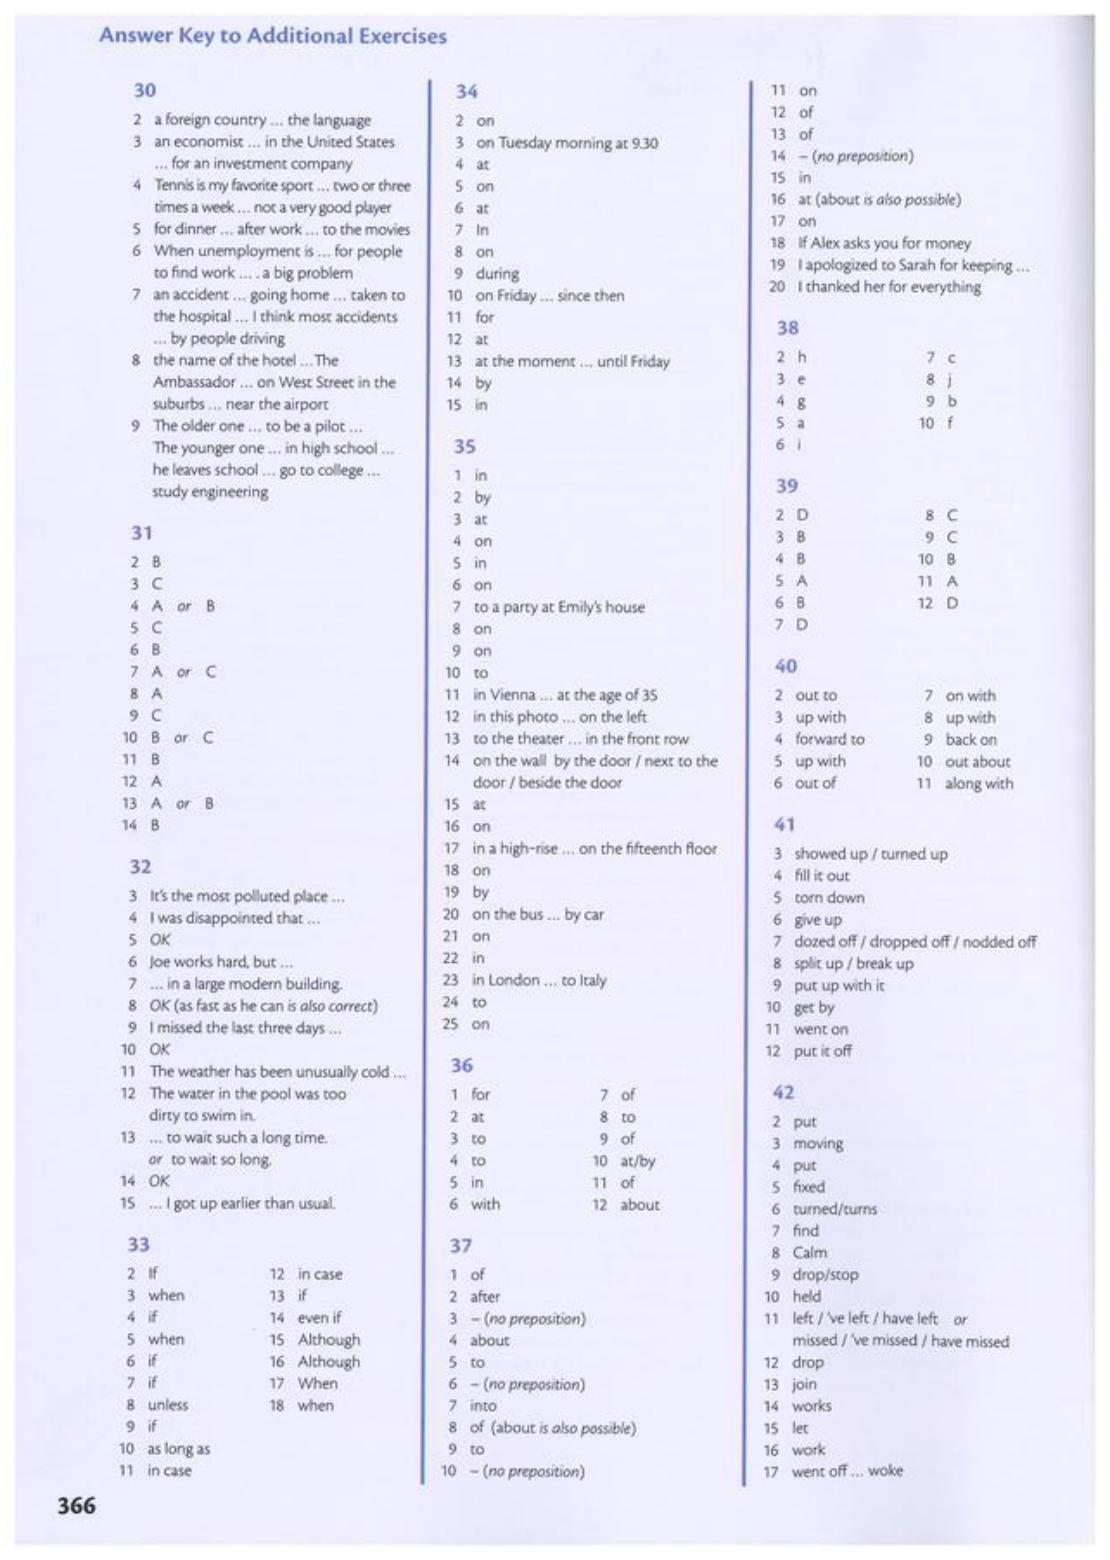 Answer Key to Additional Exercises
30
2 a foreign country ... the language
3 an economist ... in the United States
... for an investment company
4 Tennis is my favorite sport ... two or three
times a week ... not a very good player
5 for dinner ... after work ... to the movies
6 When unemployment is ... for people
to find work ... . a big problem
7 an accident ... going home ... taken to
the hospital ... I think most accidents
... by people driving
8 the name of the hotel ... The
Ambassador ... on West Street in the
suburbs ... near the airport
9 The older one ... to be a pilot ...
The younger one ... in high school ...
he leaves school ... go to college ...
study engineering
31
2 B
3 C
4 A or B
5 C
6 B
7 A or C
8 A
9 C
10 B or C
11 B
12 A
13 A or B
14 B
32
3 It's the most polluted place ...
4 I was disappointed that ...
5 OK
6 Joe works hard, but ...
7 ... in a large modern building.
8 OK (as fast as he can is also correct)
9 I missed the last three days ...
10 OK
11 The weather has been unusually cold ...
12 The water in the pool was too
dirty to swim in.
13 ... to wait such a long time.
or to wait so long.
14 OK
15 ... I got up earlier than usual.
33
2 If
3 when
4 if
5 when
6 if
7 if
8 unless
9 if
10 as long as
11 in case
12 in case
13 if
14 even if
15 Although
16 Although
17 When
18 when
34
2 on
3 on Tuesday morning at 9.30
4 at
5 on
6 at
7 In
8 on
9 during
10 on Friday ... since then
11 for
12 at
13 at the moment ... until Friday
14 by
15 in
35
1 in
2 by
3 at
4 on
5 in
6 on
7 to a party at Emily's house
8 on
9 on
10 to
11 in Vienna ... at the age of 35
12 in this photo ... on the left
13 to the theater ... in the front row
14 on the wall by the door / next to the
door / beside the door
15 at
16 on
17 in a high-rise ... on the fifteenth floor
18 on
19 by
20 on the bus ... by car
21 on
22 in
23 in London ... to Italy
24 to
25 on
36
1 for
2 at
3 to
4 to
5 in
6 with
7 of
8 to
9 of
10 at/by
11 of
12 about
37
1 of
2 after
3 – (no preposition)
4 about
5 to
6 – (no preposition)
7 into
8 of (about is also possible)
9 to
10 – (no preposition)
11 on
12 of
13 of
14 – (no preposition)
15 in
16 at (about is also possible)
17 on
18 If Alex asks you for money
19 I apologized to Sarah for keeping ...
20 I thanked her for everything
38
2 h
3 e
4 g
5 a
6 i
7 c
8 j
9 b
10 f
39
2 D
3 B
4 B
5 A
6 B
7 D
8 C
9 C
10 B
11 A
12 D
40
2 out to
3 up with
4 forward to
5 up with
6 out of
7 on with
8 up with
9 back on
10 out about
11 along with
41
3 showed up / turned up
4 fill it out
5 torn down
6 give up
7 dozed off / dropped off / nodded off
8 split up / break up
9 put up with it
10 get by
11 went on
12 put it off
42
2 put
3 moving
4 put
5 fixed
6 turned/turns
7 find
8 Calm
9 drop/stop
10 held
11 left / 've left / have left or
missed / 've missed / have missed
12 drop
13 join
14 works
15 let
16 work
17 went off ... woke
366